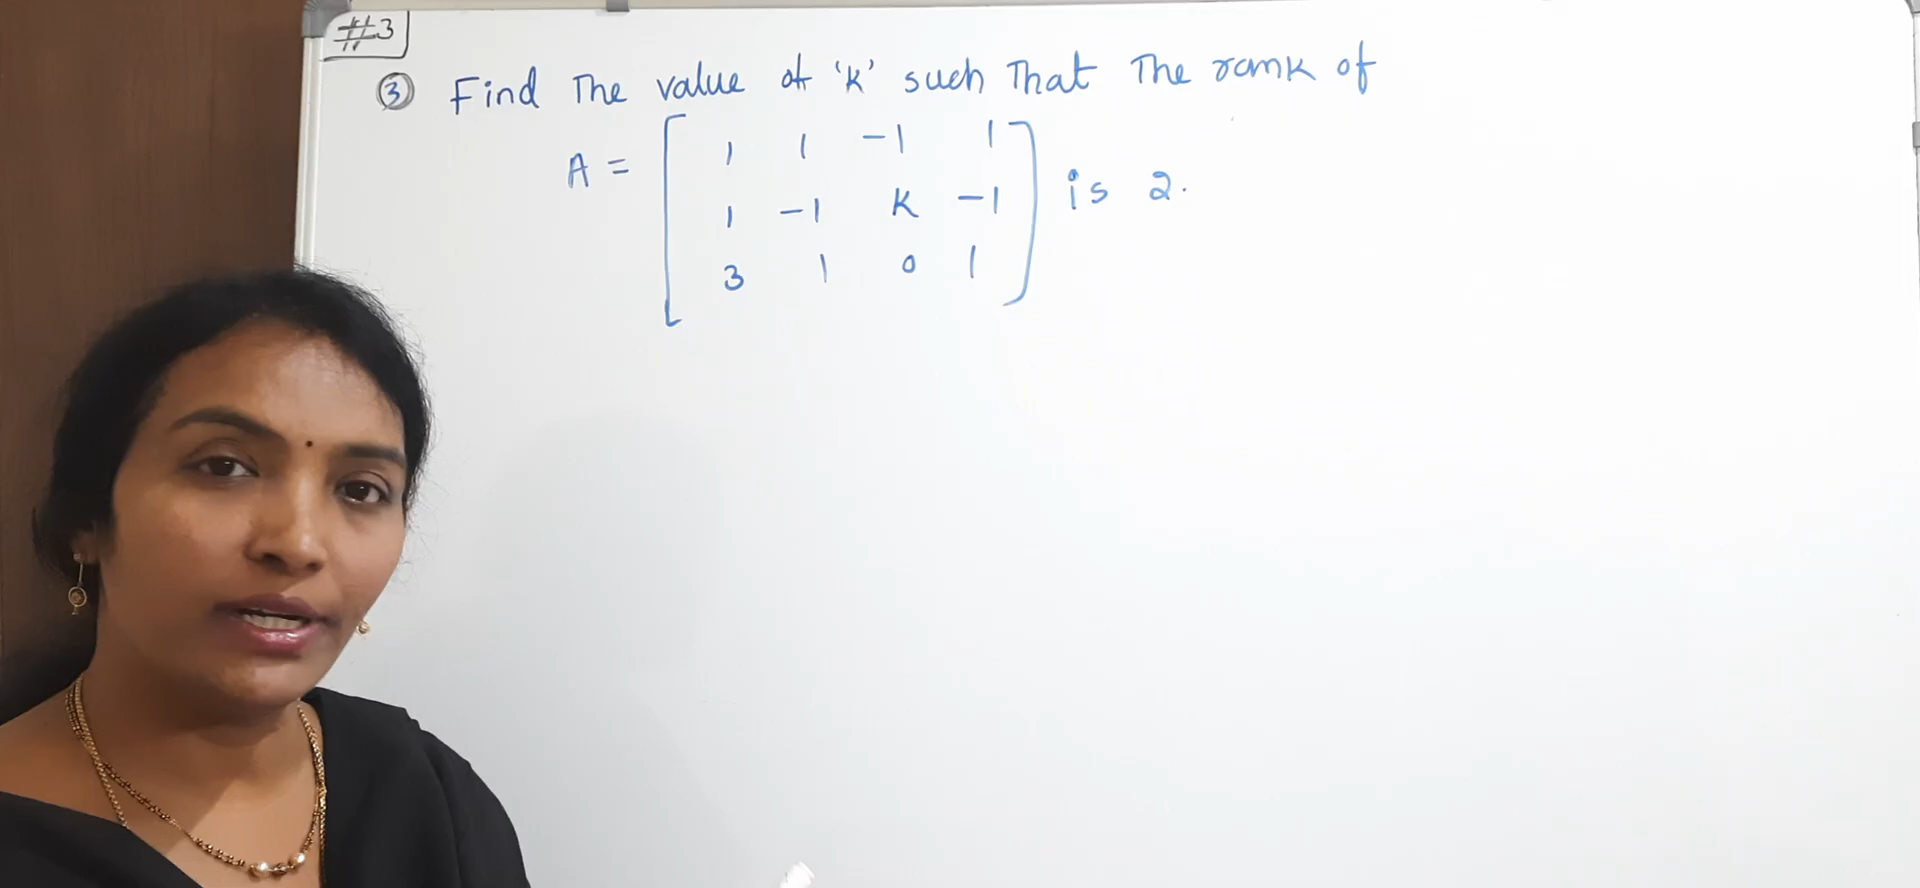 #3
③ Find The value of 'k' such That The rank of
A = [ 1 1 -1 1
1 -1 K -1
3 1 0 1 ] is 2.